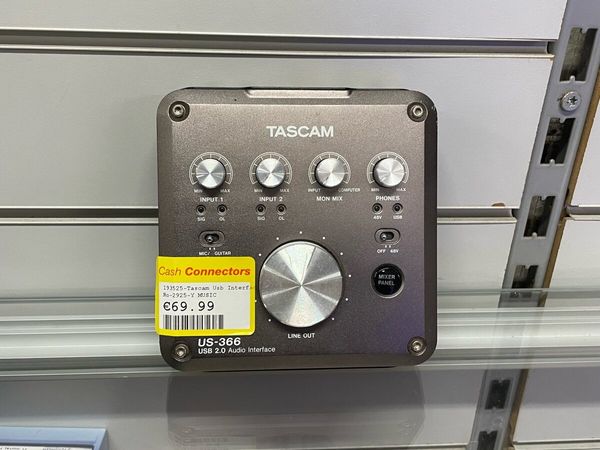 TASCAM
MIN MAX MIN MAX INPUT COMPUTER MIN MAX
INPUT 1 INPUT 2 MON MIX PHONES
SIG OL SIG OL 48V USB
MIC/ GUITAR OFF 48V
MIXER
PANEL
Cash Connectors
193525-Tascam Usb Interfa
No-2925-Y MUSIC
€69.99
LINE OUT
US-366
USB 2.0 Audio Interface